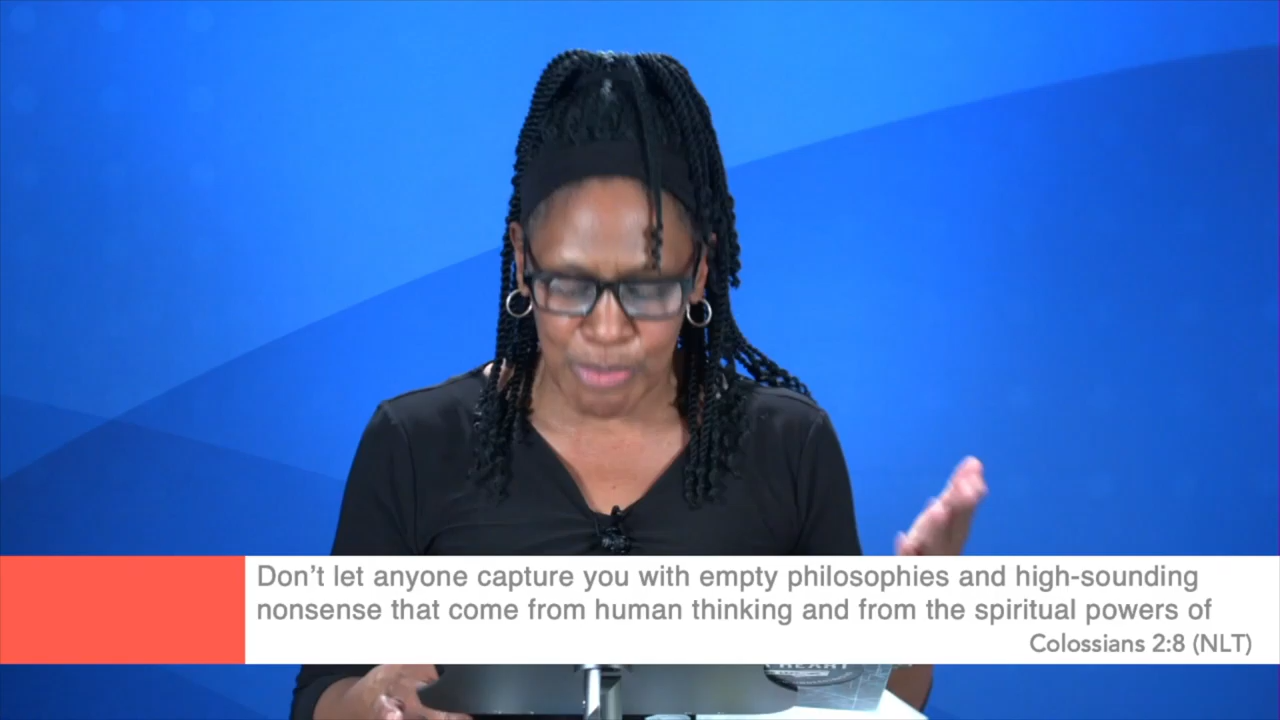 Don't let anyone capture you with empty philosophies and high-sounding
nonsense that come from human thinking and from the spiritual powers of
Colossians 2:8 (NLT)
HEART